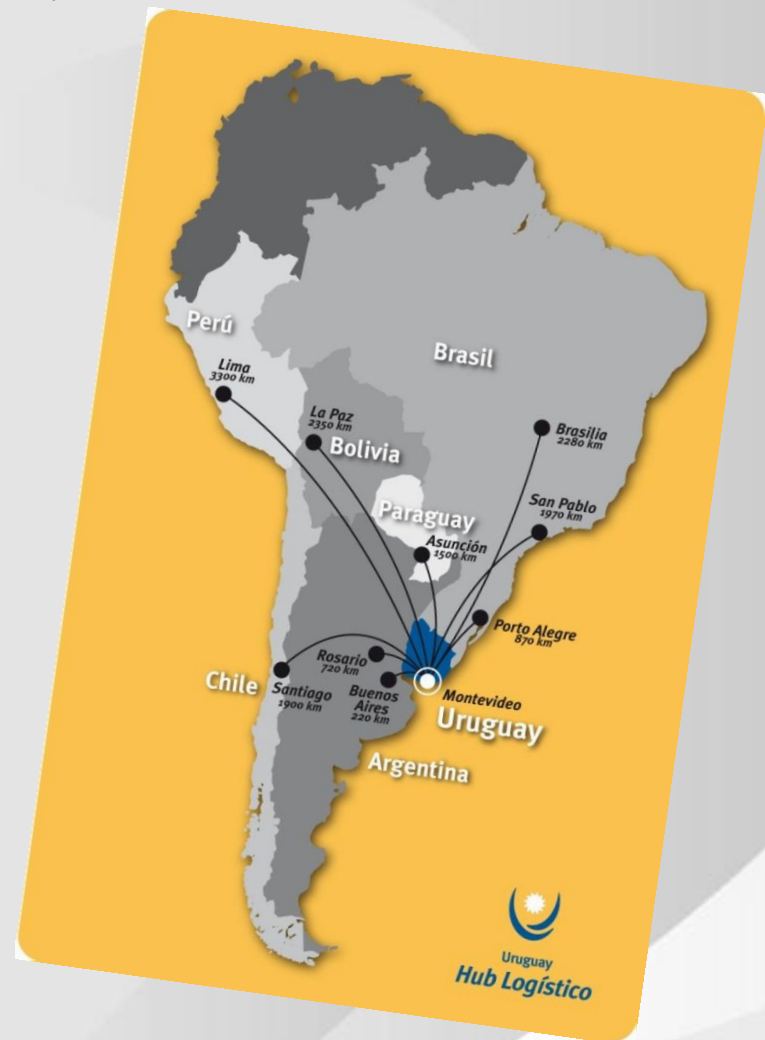 Perú
Lima
3300 km
Brasil
La Paz
2350 km
Bolivia
Brasilia
2280 km
San Pablo
1970 km
Paraguay
Asunción
1500 km
Porto Alegre
870 km
Rosario
720 km
Chile
Santiago
1900 km
Buenos
Aires
220 km
Montevideo
Uruguay
Argentina
Uruguay
Hub Logístico